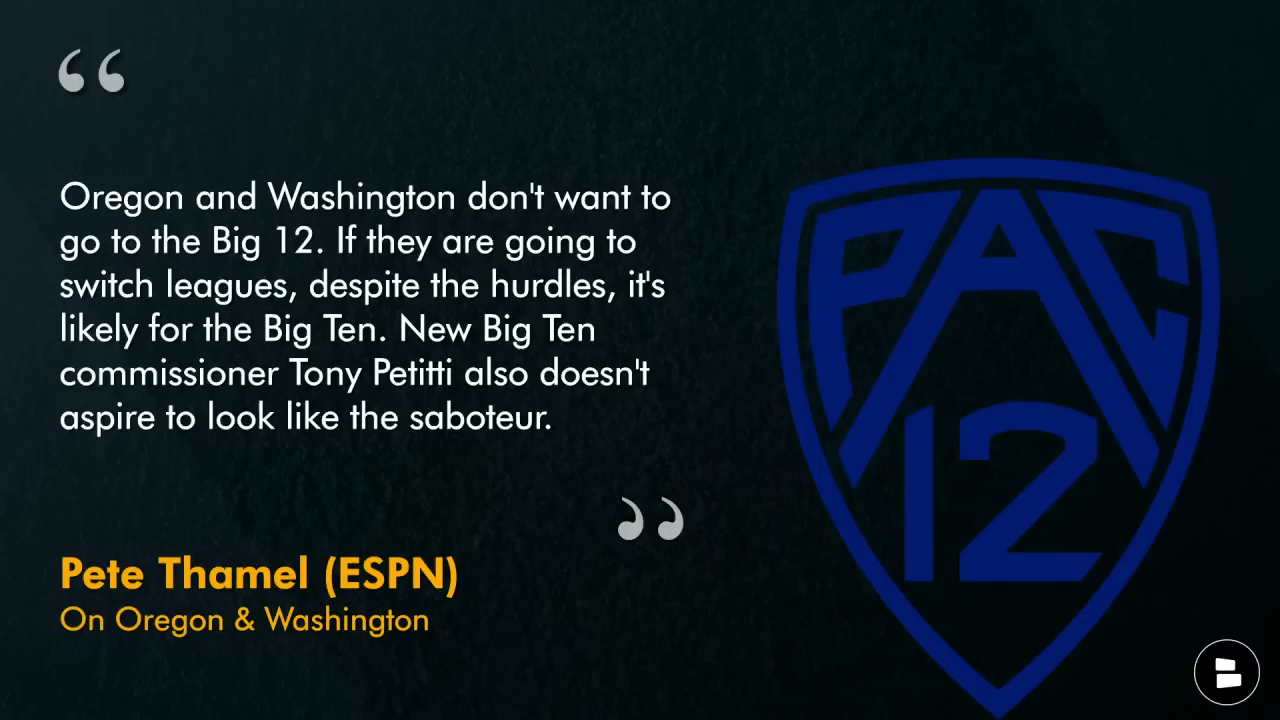 “
Oregon and Washington don't want to
go to the Big 12. If they are going to
switch leagues, despite the hurdles, it's
likely for the Big Ten. New Big Ten
commissioner Tony Petitti also doesn't
aspire to look like the saboteur.
”
Pete Thamel (ESPN)
On Oregon & Washington
PAC
12